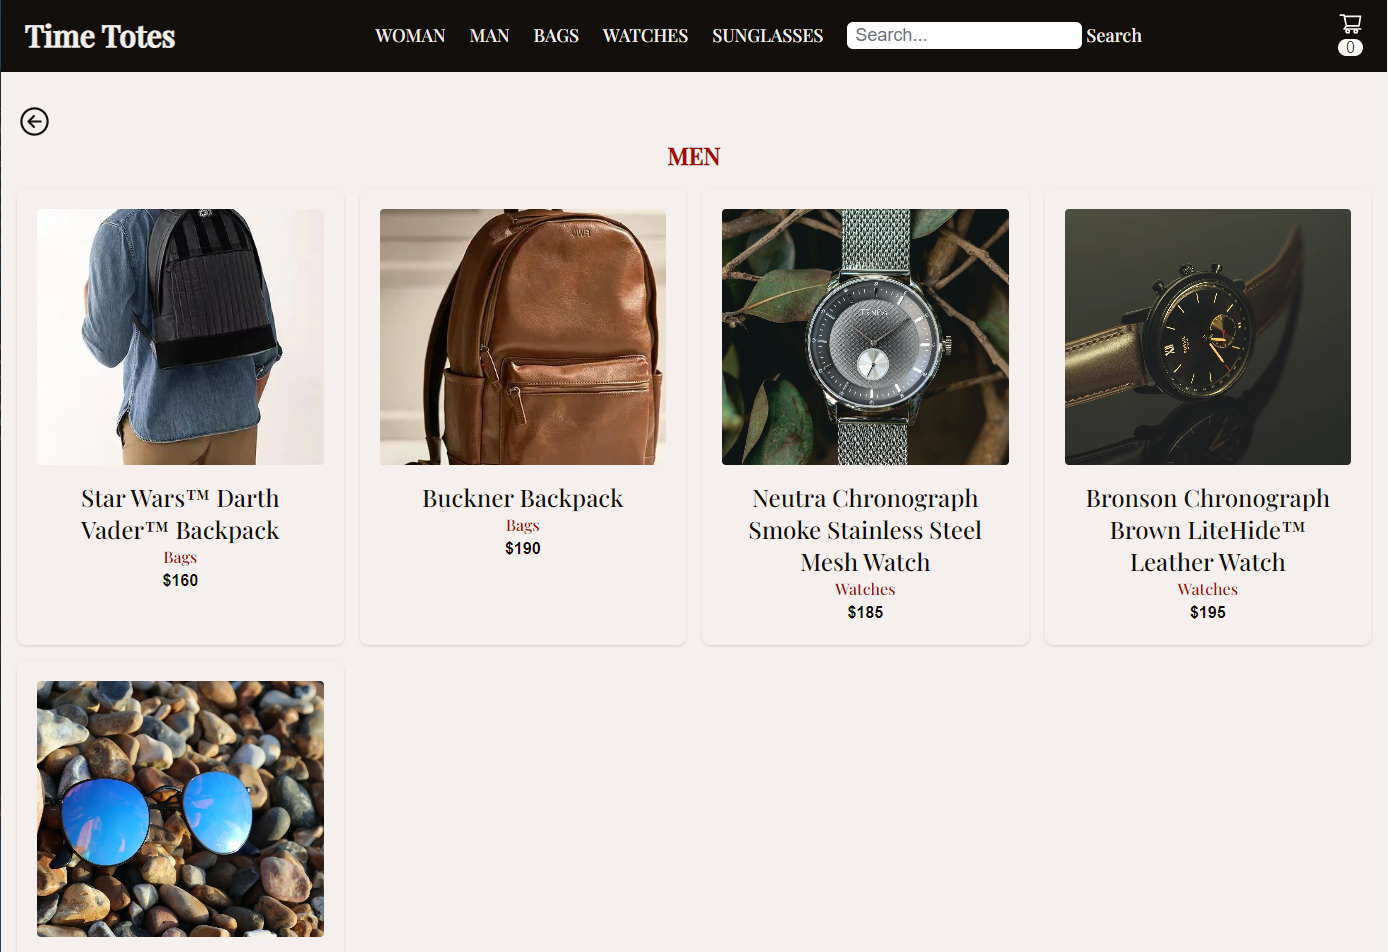 Time Totes
WOMAN MAN BAGS WATCHES SUNGLASSES Search... Search
0
MEN
Star Wars™ Darth
Vader™ Backpack
Bags
$160
Buckner Backpack
Bags
$190
Neutra Chronograph
Smoke Stainless Steel
Mesh Watch
Watches
$185
Bronson Chronograph
Brown LiteHide™
Leather Watch
Watches
$195